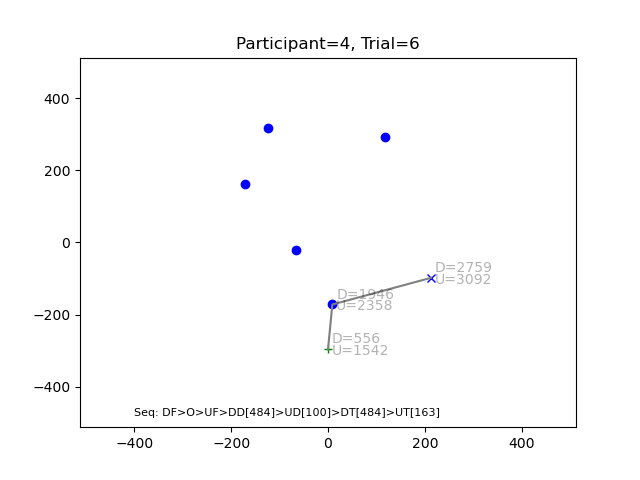 Participant=4, Trial=6
400
200
0
−200
−400
D=2759
U=3092
D=1946
U=2358
D=556
U=1542
Seq: DF>O>UF>DD[484]>UD[100]>DT[484]>UT[163]
−400
−200
0
200
400